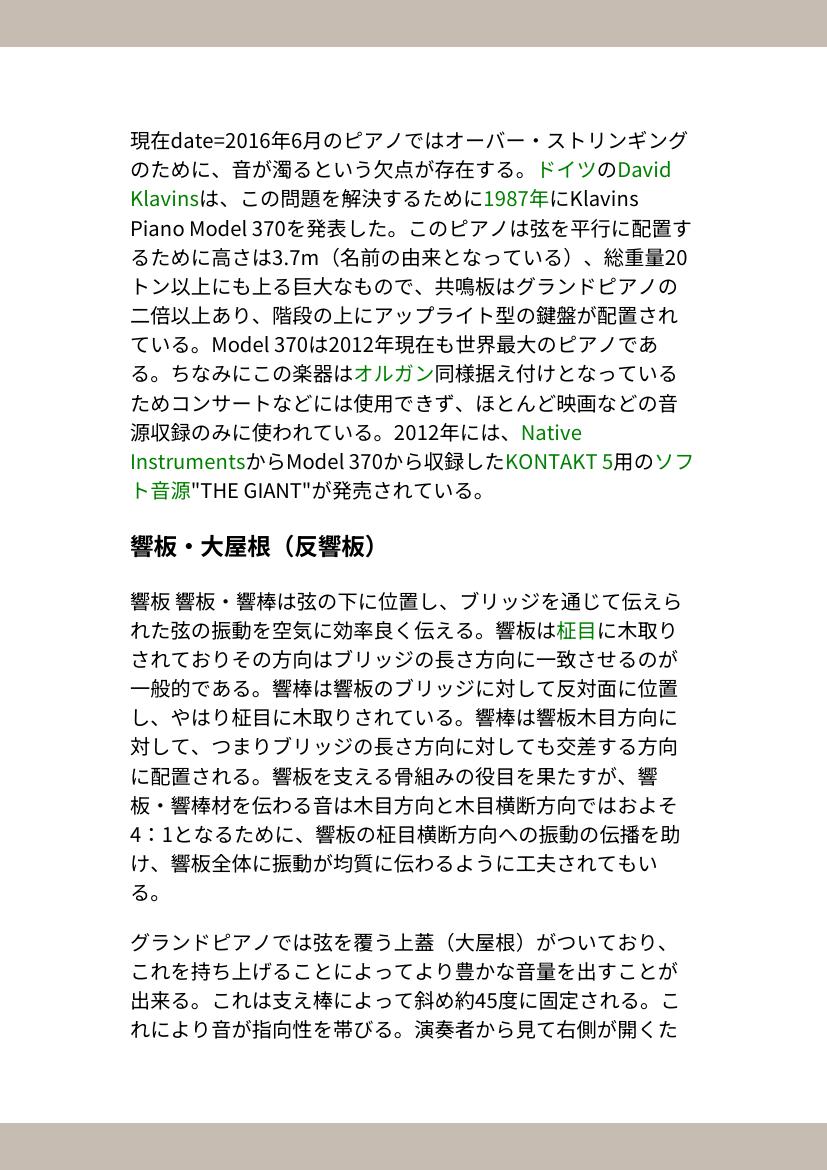 現在date=2016年6月のピアノではオーバー・ストリンギング
のために、音が濁るという欠点が存在する。ドイツのDavid
Klavinsは、この問題を解決するために1987年にKlavins
Piano Model 370を発表した。このピアノは弦を平行に配置す
るために高さは3.7m（名前の由来となっている）、総重量20
トン以上にも上る巨大なもので、共鳴板はグランドピアノの
二倍以上あり、階段の上にアップライト型の鍵盤が配置され
ている。Model 370は2012年現在も世界最大のピアノであ
る。ちなみにこの楽器はオルガン同様据え付けとなっている
ためコンサートなどには使用できず、ほとんど映画などの音
源収録のみに使われている。2012年には、Native
InstrumentsからModel 370から収録したKONTAKT 5用のソフ
ト音源"THE GIANT"が発売されている。
響板・大屋根（反響板）
響板 響板・響棒は弦の下に位置し、ブリッジを通じて伝えら
れた弦の振動を空気に効率良く伝える。響板は柾目に木取り
されておりその方向はブリッジの長さ方向に一致させるのが
一般的である。響棒は響板のブリッジに対して反対面に位置
し、やはり柾目に木取りされている。響棒は響板木目方向に
対して、つまりブリッジの長さ方向に対しても交差する方向
に配置される。響板を支える骨組みの役目を果たすが、響
板・響棒材を伝わる音は木目方向と木目横断方向ではおよそ
4：1となるために、響板の柾目横断方向への振動の伝播を助
け、響板全体に振動が均質に伝わるように工夫されてもい
る。
グランドピアノでは弦を覆う上蓋（大屋根）がついており、
これを持ち上げることによってより豊かな音量を出すことが
出来る。これは支え棒によって斜め約45度に固定される。こ
れにより音が指向性を帯びる。演奏者から見て右側が開くた